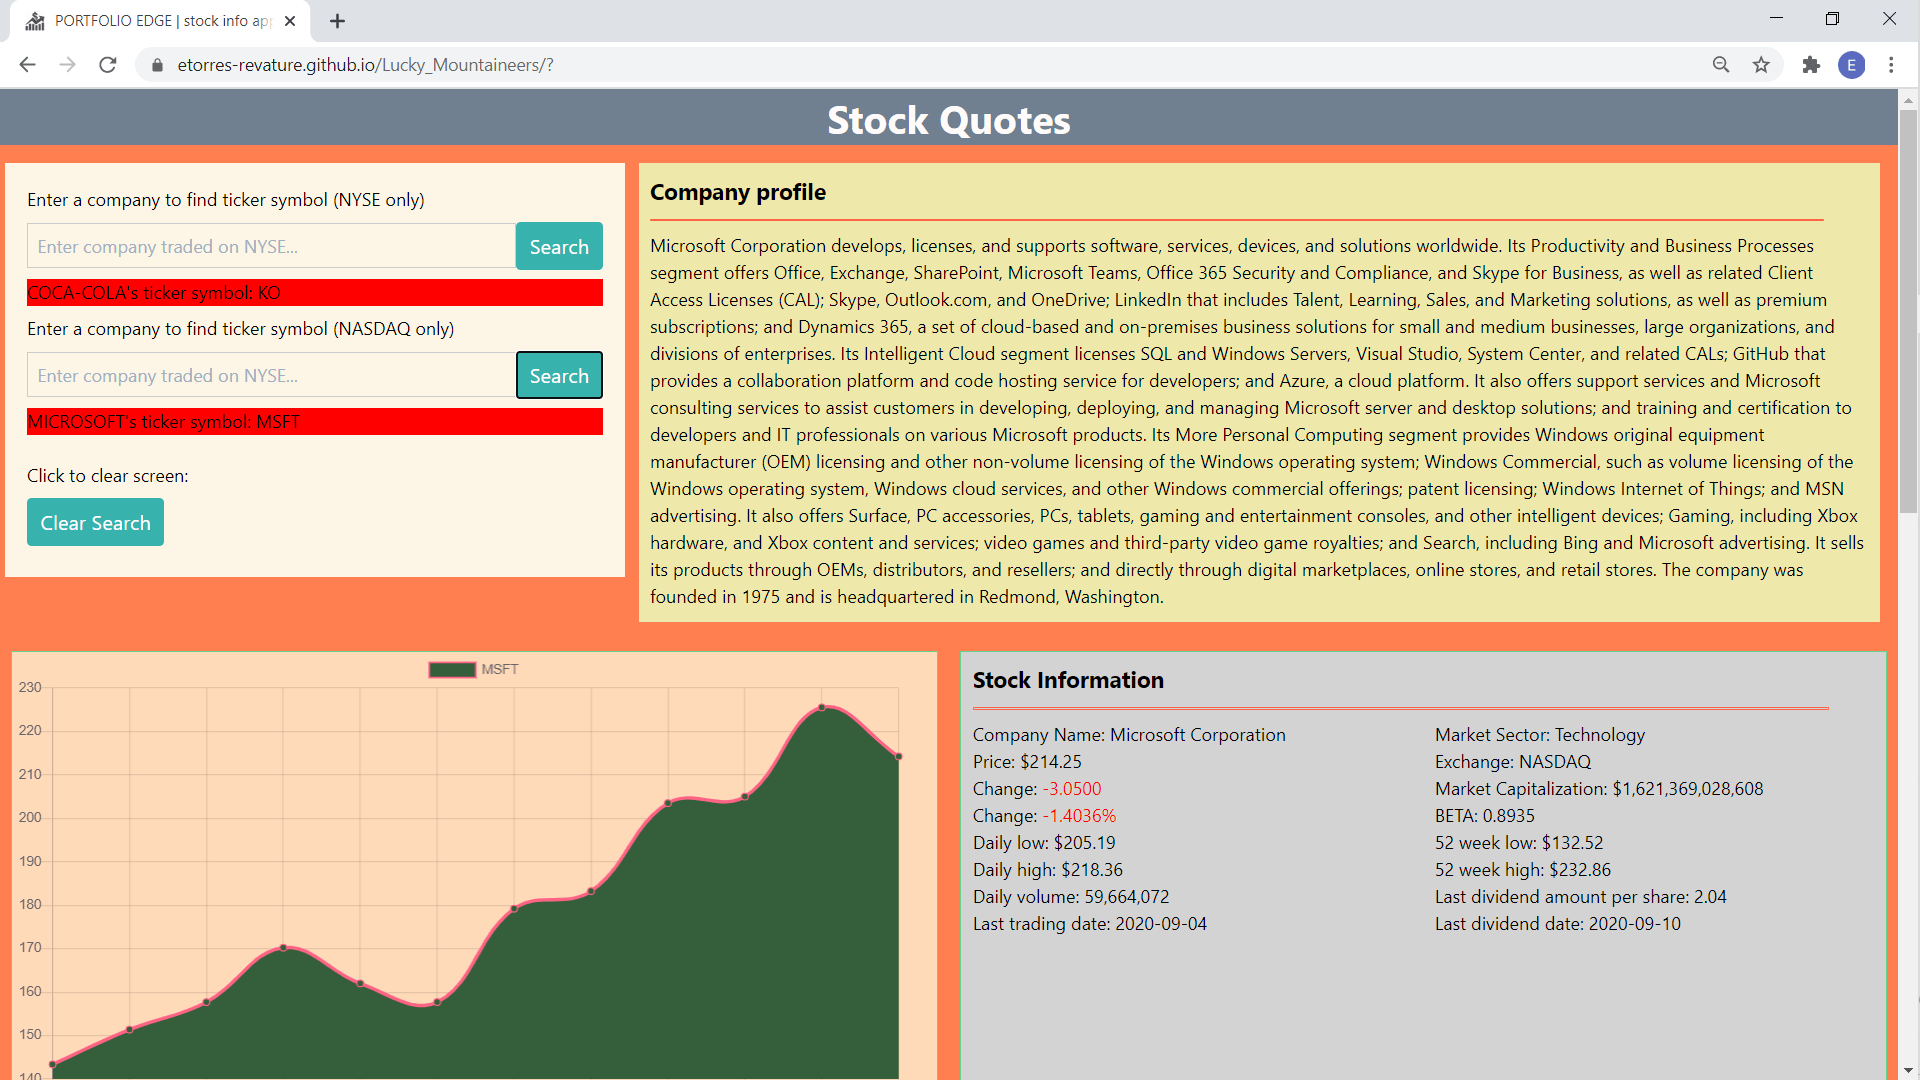 PORTFOLIO EDGE | stock info app
etorres-revature.github.io/Lucky_Mountaineers/?
E
Stock Quotes
Enter a company to find ticker symbol (NYSE only)
Enter company traded on NYSE...
Search
COCA-COLA's ticker symbol: KO
Enter a company to find ticker symbol (NASDAQ only)
Enter company traded on NYSE...
Search
MICROSOFT's ticker symbol: MSFT
Click to clear screen:
Clear Search
Company profile
Microsoft Corporation develops, licenses, and supports software, services, devices, and solutions worldwide. Its Productivity and Business Processes
segment offers Office, Exchange, SharePoint, Microsoft Teams, Office 365 Security and Compliance, and Skype for Business, as well as related Client
Access Licenses (CAL); Skype, Outlook.com, and OneDrive; LinkedIn that includes Talent, Learning, Sales, and Marketing solutions, as well as premium
subscriptions; and Dynamics 365, a set of cloud-based and on-premises business solutions for small and medium businesses, large organizations, and
divisions of enterprises. Its Intelligent Cloud segment licenses SQL and Windows Servers, Visual Studio, System Center, and related CALs; GitHub that
provides a collaboration platform and code hosting service for developers; and Azure, a cloud platform. It also offers support services and Microsoft
consulting services to assist customers in developing, deploying, and managing Microsoft server and desktop solutions; and training and certification to
developers and IT professionals on various Microsoft products. Its More Personal Computing segment provides Windows original equipment
manufacturer (OEM) licensing and other non-volume licensing of the Windows operating system; Windows Commercial, such as volume licensing of the
Windows operating system, Windows cloud services, and other Windows commercial offerings; patent licensing; Windows Internet of Things; and MSN
advertising. It also offers Surface, PC accessories, PCs, tablets, gaming and entertainment consoles, and other intelligent devices; Gaming, including Xbox
hardware, and Xbox content and services; video games and third-party video game royalties; and Search, including Bing and Microsoft advertising. It sells
its products through OEMs, distributors, and resellers; and directly through digital marketplaces, online stores, and retail stores. The company was
founded in 1975 and is headquartered in Redmond, Washington.
MSFT
230
220
210
200
190
180
170
160
150
140
Stock Information
Company Name: Microsoft Corporation
Price: $214.25
Change: -3.0500
Change: -1.4036%
Daily low: $205.19
Daily high: $218.36
Daily volume: 59,664,072
Last trading date: 2020-09-04
Market Sector: Technology
Exchange: NASDAQ
Market Capitalization: $1,621,369,028,608
BETA: 0.8935
52 week low: $132.52
52 week high: $232.86
Last dividend amount per share: 2.04
Last dividend date: 2020-09-10